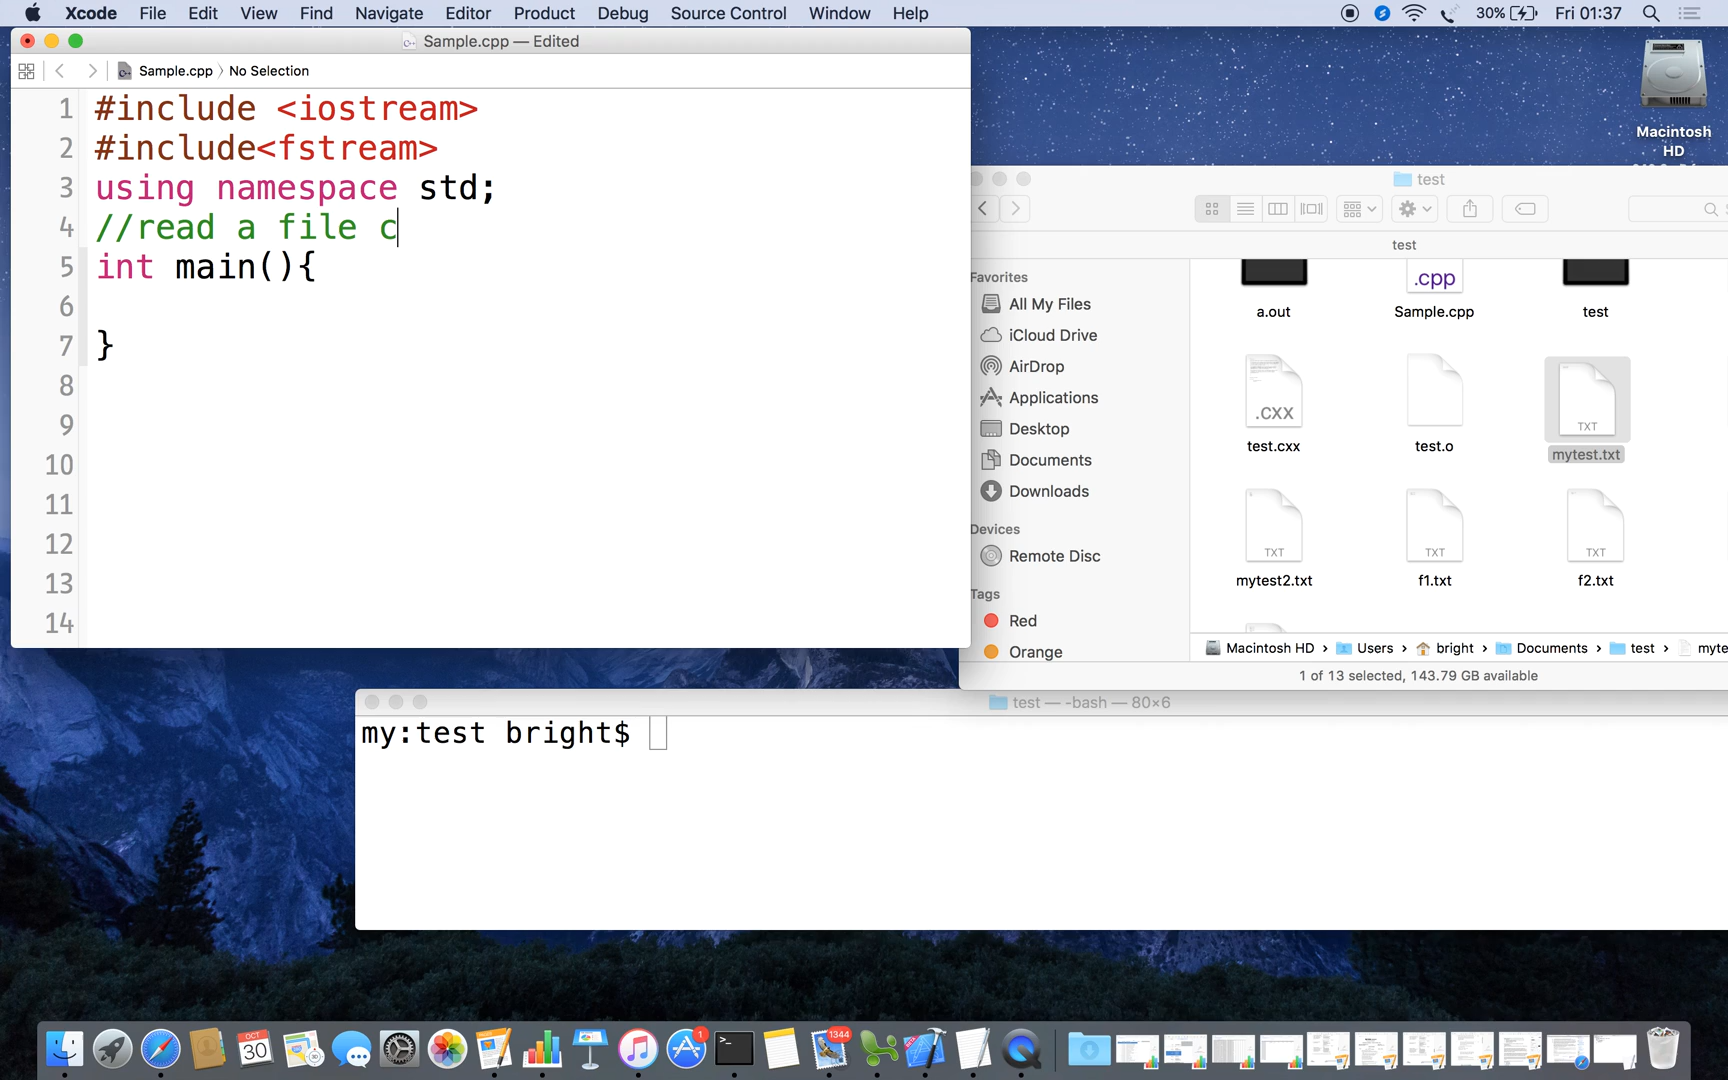 Xcode File Edit View Find Navigate Editor Product Debug Source Control Window Help 30% Fri 01:37
Sample.cpp — Edited
Sample.cpp 〉 No Selection
1 #include <iostream>
2 #include<fstream>
3 using namespace std;
4 //read a file c
5 int main(){
6
7 }
8
9
10
11
12
13
14
Macintosh
HD
test
test
Favorites
All My Files
iCloud Drive
AirDrop
Applications
Desktop
Documents
Downloads
Devices
Remote Disc
Tags
Red
Orange
.cpp
a.out Sample.cpp test
.CXX TXT
test.cxx test.o mytest.txt
TXT TXT TXT
mytest2.txt f1.txt f2.txt
Macintosh HD › Users › bright › Documents › test › myte
1 of 13 selected, 143.79 GB available
test — -bash — 80×6
my:test bright$
OCT
30
1
1344